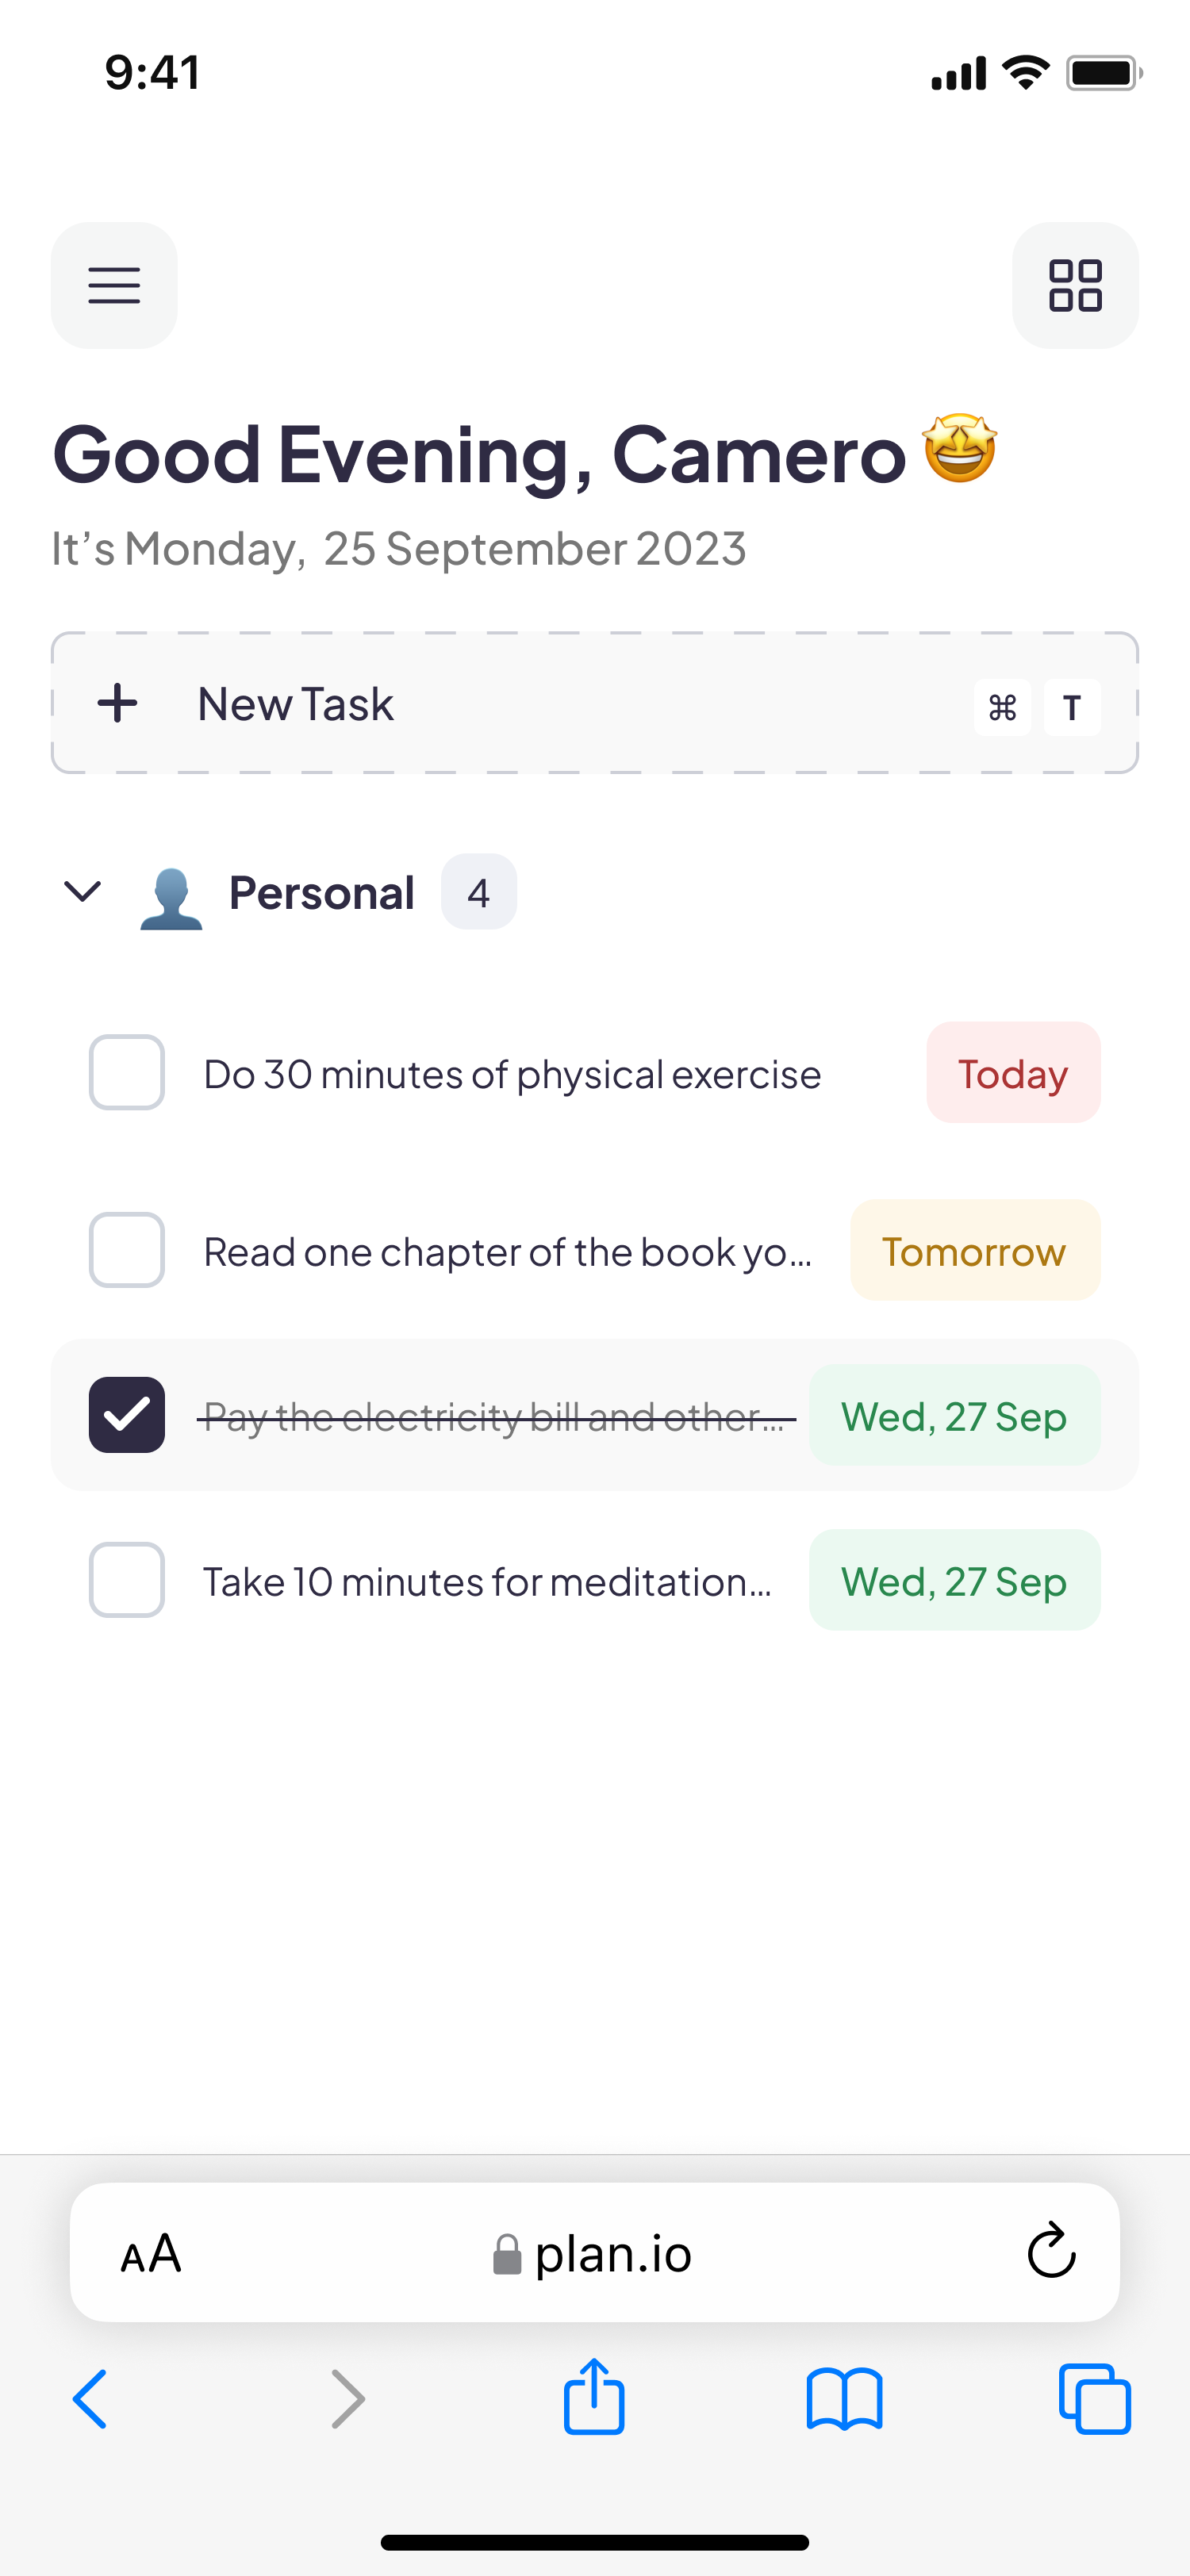 9:41
Good Evening, Camero 🤩
It’s Monday, 25 September 2023
New Task ⌘ T
Personal 4
Do 30 minutes of physical exercise Today
Read one chapter of the book yo... Tomorrow
Pay the electricity bill and other... Wed, 27 Sep
Take 10 minutes for meditation... Wed, 27 Sep
AA plan.io